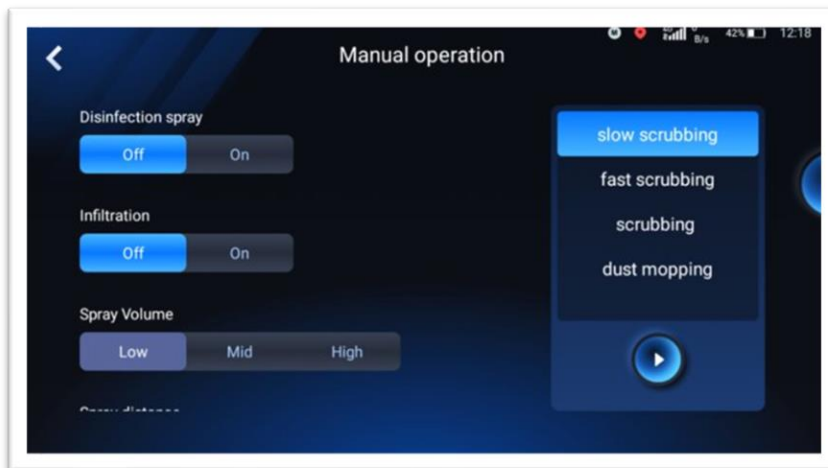 42% 12:18
B/s
Manual operation
Disinfection spray
Off On
Infiltration
Off On
Spray Volume
Low Mid High
slow scrubbing
fast scrubbing
scrubbing
dust mopping